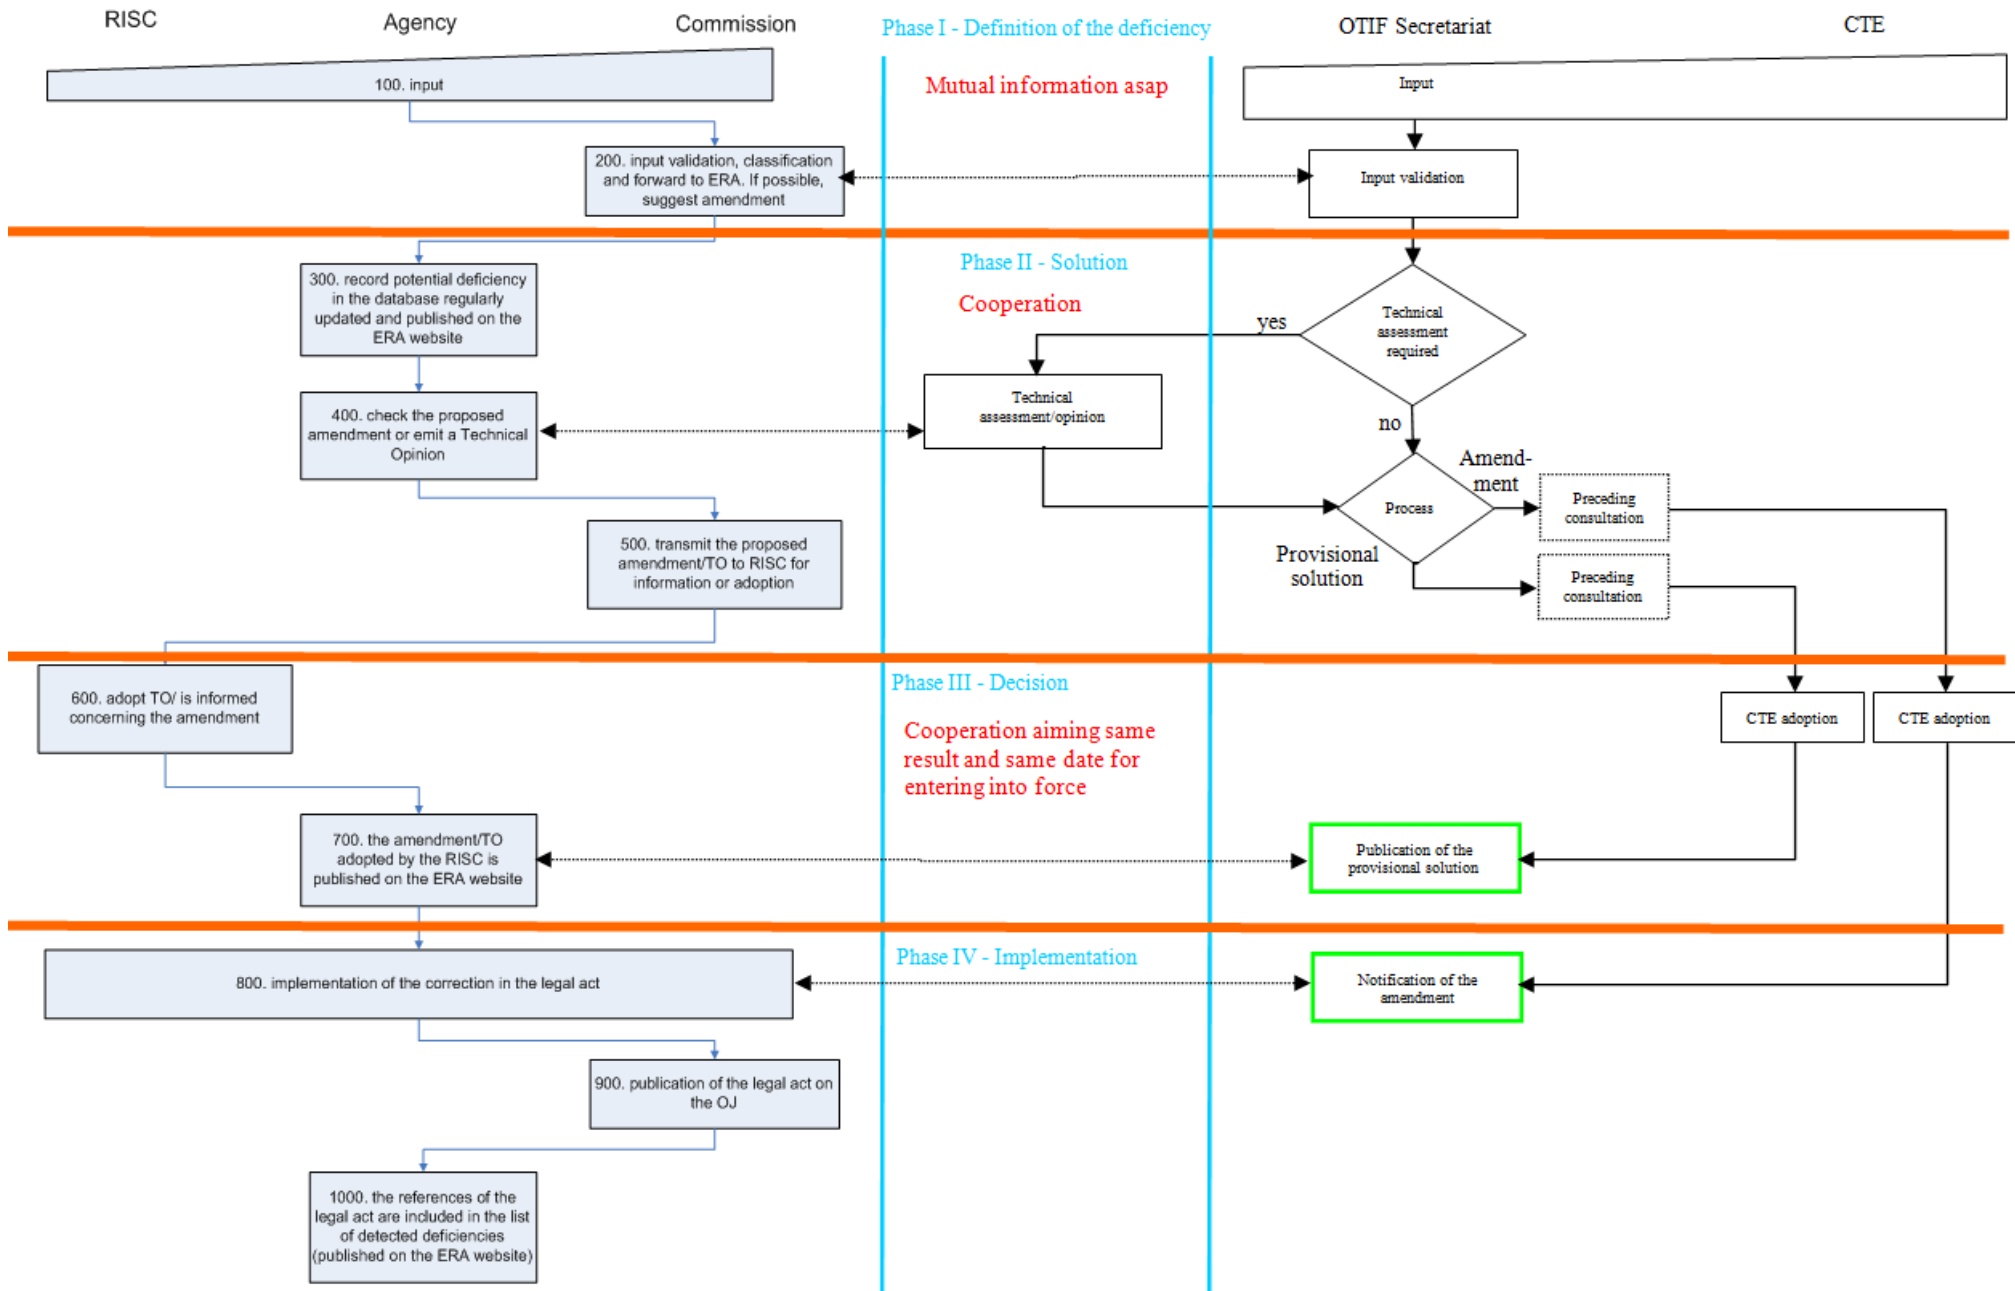 RISC
Agency
Commission
Phase I - Definition of the deficiency
OTIF Secretariat
CTE
100. input
Mutual information asap
Input
200. input validation, classification
and forward to ERA. If possible,
suggest amendment
Input validation
Phase II - Solution
Cooperation
300. record potential deficiency
in the database regularly
updated and published on the
ERA website
yes
Technical
assessment
required
400. check the proposed
amendment or emit a Technical
Opinion
Technical
assessment/opinion
no
Amend-
ment
Process
Preceding
consultation
500. transmit the proposed
amendment/TO to RISC for
information or adoption
Provisional
solution
Preceding
consultation
Phase III - Decision
600. adopt TO/ is informed
concerning the amendment
Cooperation aiming same
result and same date for
entering into force
CTE adoption
CTE adoption
700. the amendment/TO
adopted by the RISC is
published on the ERA website
Publication of the
provisional solution
Phase IV - Implementation
800. implementation of the correction in the legal act
Notification of the
amendment
900. publication of the legal act on
the OJ
1000. the references of the
legal act are included in the list
of detected deficiencies
(published on the ERA website)